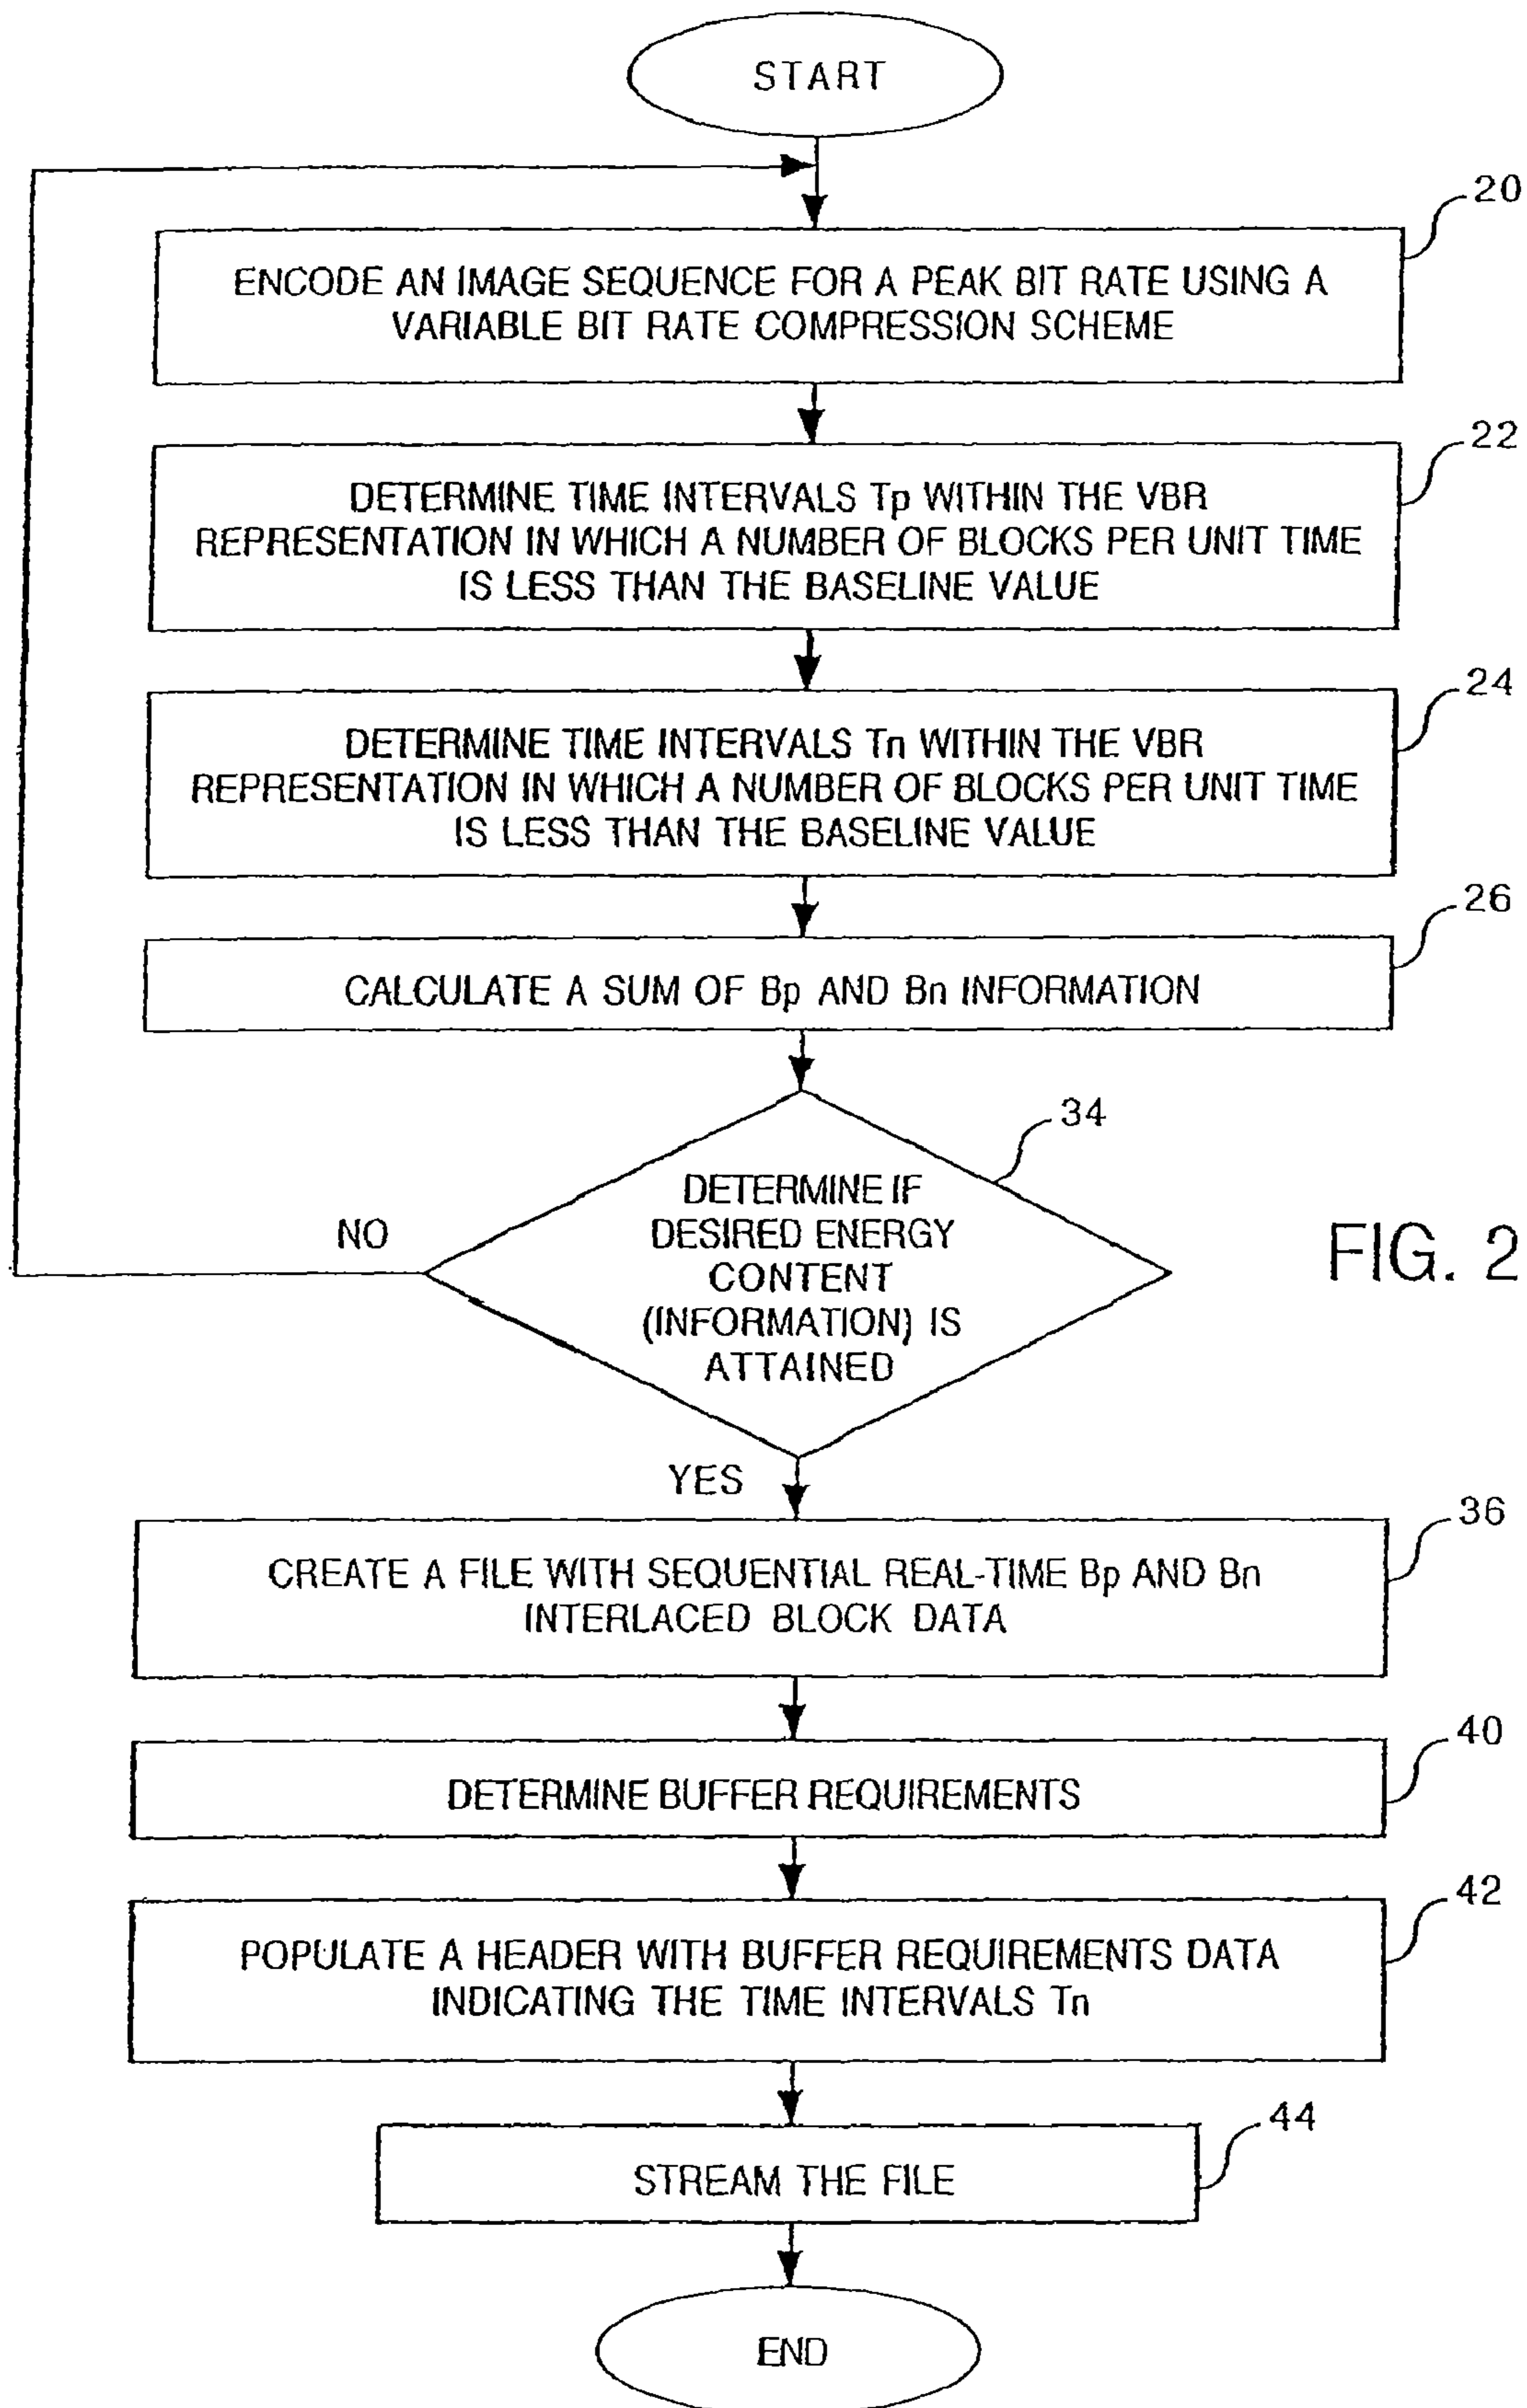 START
20
ENCODE AN IMAGE SEQUENCE FOR A PEAK BIT RATE USING A
VARIABLE BIT RATE COMPRESSION SCHEME
22
DETERMINE TIME INTERVALS Tp WITHIN THE VBR
REPRESENTATION IN WHICH A NUMBER OF BLOCKS PER UNIT TIME
IS LESS THAN THE BASELINE VALUE
24
DETERMINE TIME INTERVALS Tn WITHIN THE VBR
REPRESENTATION IN WHICH A NUMBER OF BLOCKS PER UNIT TIME
IS LESS THAN THE BASELINE VALUE
26
CALCULATE A SUM OF Bp AND Bn INFORMATION
34
DETERMINE IF
DESIRED ENERGY
CONTENT
(INFORMATION) IS
ATTAINED
NO
FIG. 2
YES
36
CREATE A FILE WITH SEQUENTIAL REAL-TIME Bp AND Bn
INTERLACED BLOCK DATA
40
DETERMINE BUFFER REQUIREMENTS
42
POPULATE A HEADER WITH BUFFER REQUIREMENTS DATA
INDICATING THE TIME INTERVALS Tn
44
STREAM THE FILE
END